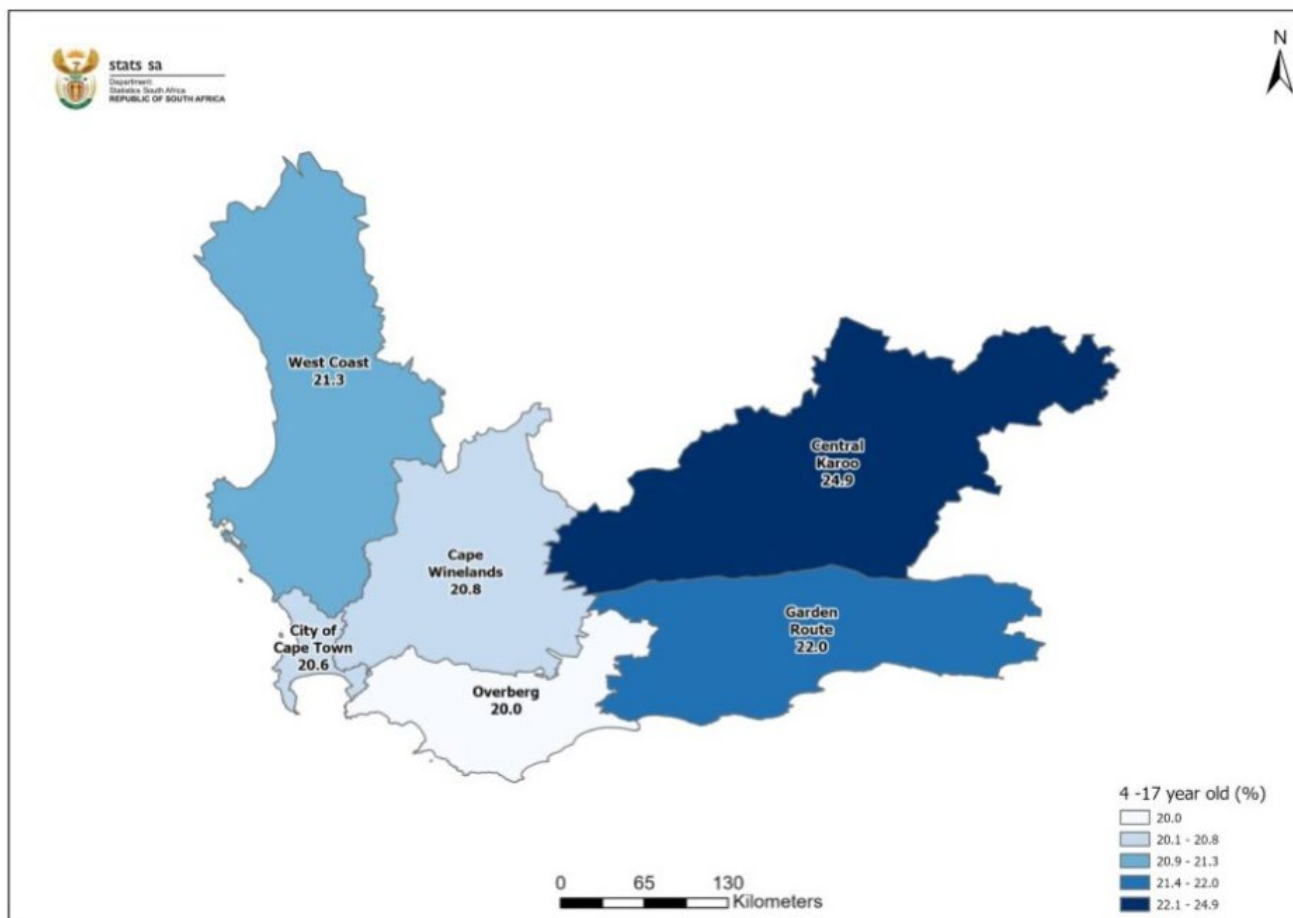 stats sa
Department:
Statistics South Africa
REPUBLIC OF SOUTH AFRICA
N
West Coast
21.3
Central
Karoo
24.9
Cape
Winelands
20.8
Garden
Route
22.0
City of
Cape Town
20.6
Overberg
20.0
4 -17 year old (%)
20.0
20.1 - 20.8
20.9 - 21.3
21.4 - 22.0
22.1 - 24.9
0 65 130
Kilometers